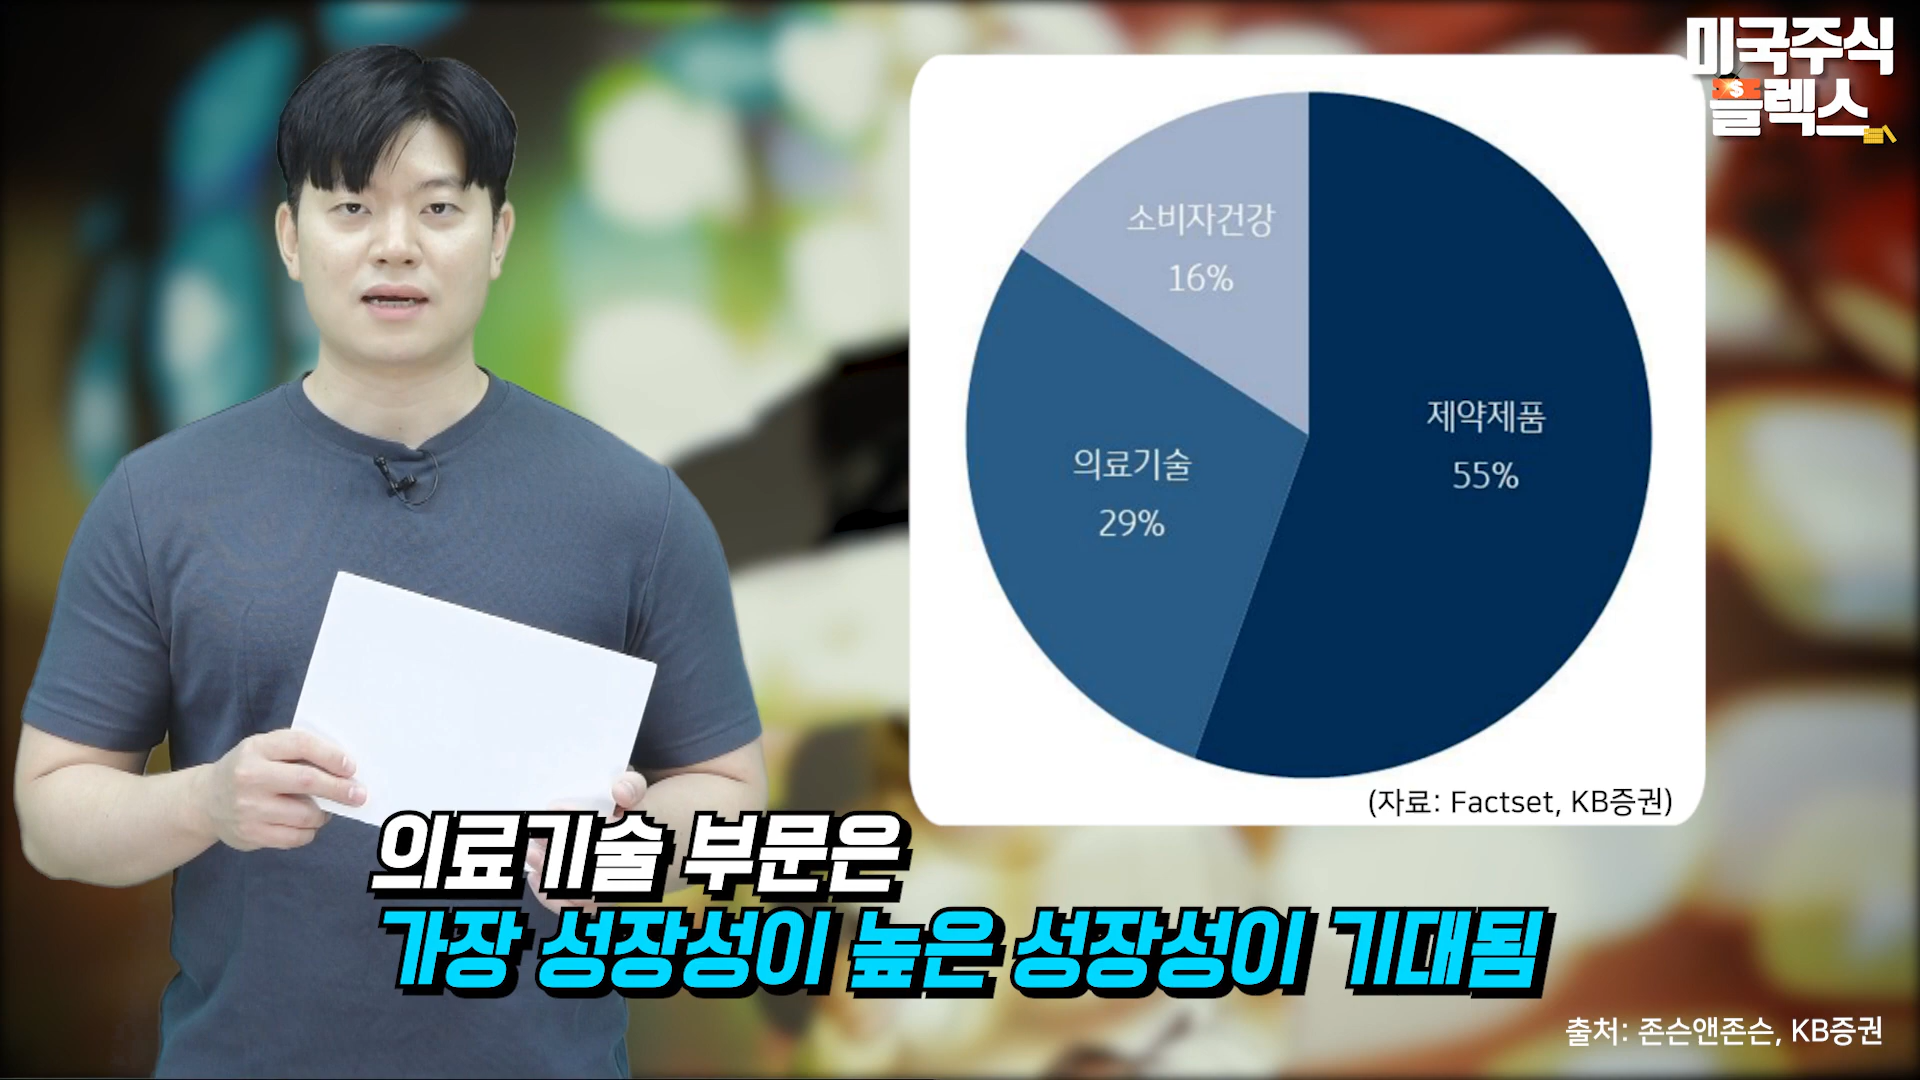 미국주식
플렉스
소비자건강
16%
제약제품
55%
의료기술
29%
(자료: Factset, KB증권)
의료기술 부문은
가장 성장성이 높은 성장성이 기대됨
출처: 존슨앤존슨, KB증권